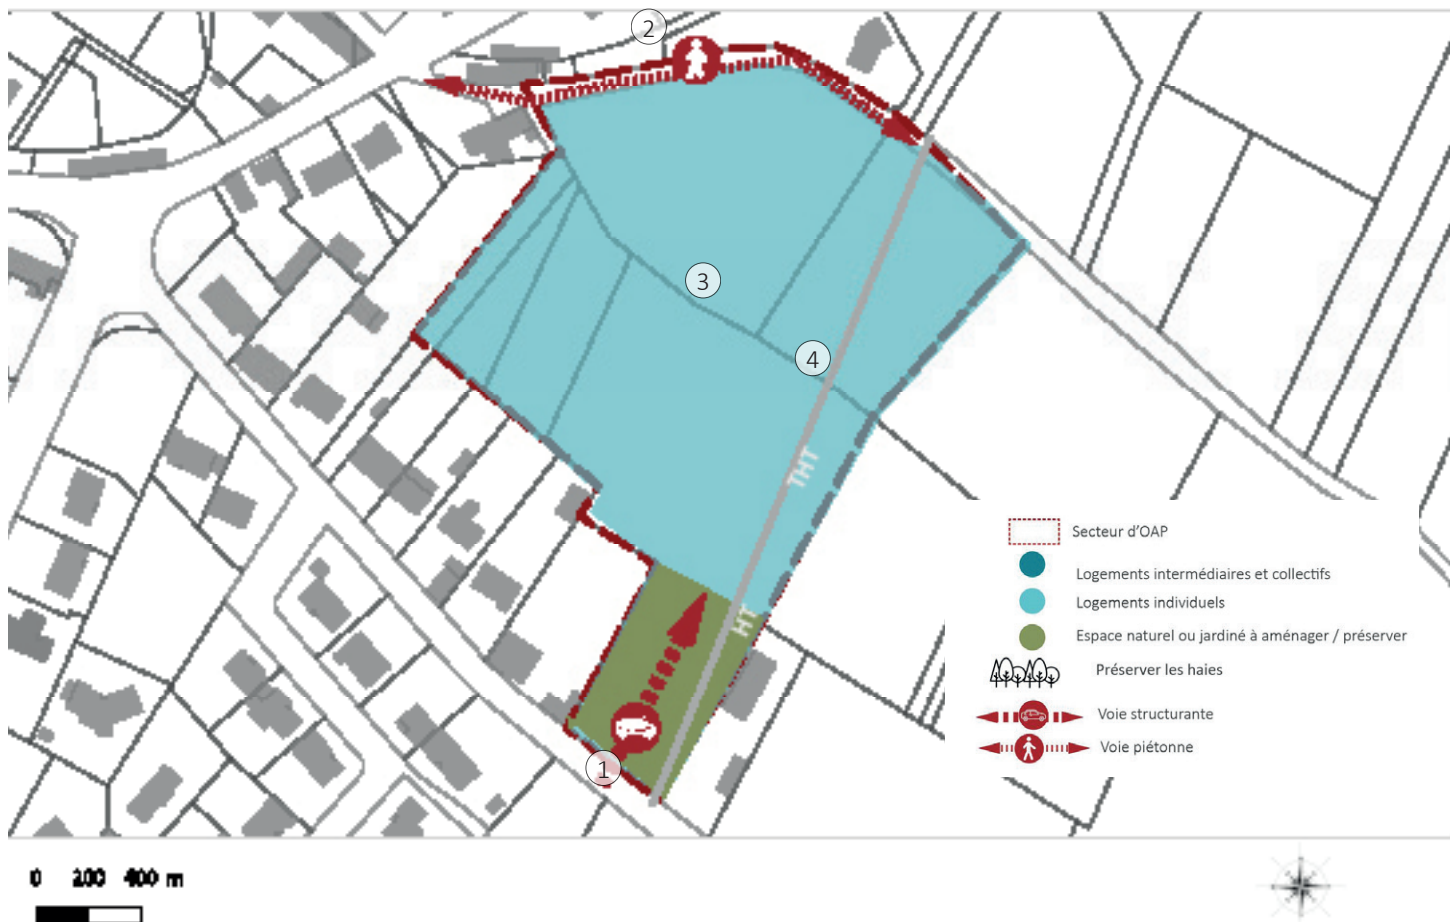 2
3
4
THT
HT
1
Secteur d'OAP
Logements intermédiaires et collectifs
Logements individuels
Espace naturel ou jardiné à aménager / préserver
Préserver les haies
Voie structurante
Voie piétonne
0 200 400 m